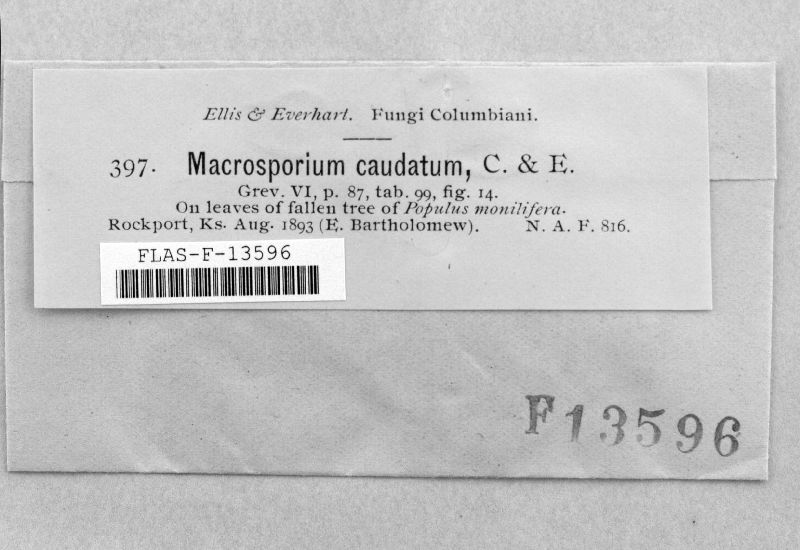 Ellis & Everhart. Fungi Columbiani.
397. Macrosporium caudatum, C. & E.
Grev. VI, p. 87, tab. 99, fig. 14.
On leaves of fallen tree of Populus monilifera.
Rockport, Ks. Aug. 1893 (E. Bartholomew). N. A. F. 816.
FLAS-F-13596
F13596